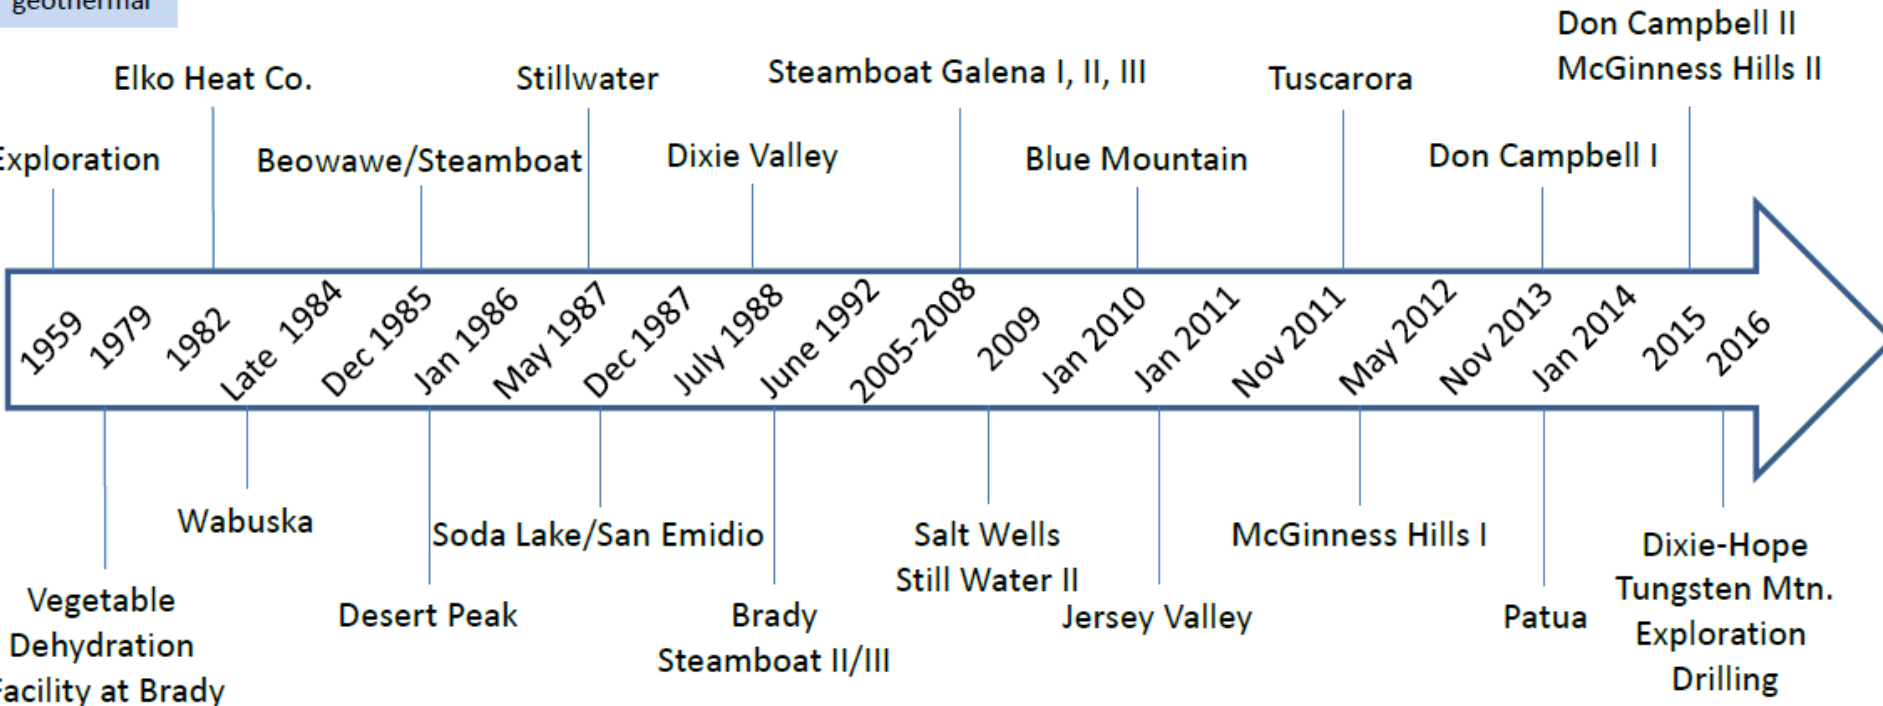 geothermal
Don Campbell II
McGinness Hills II
Elko Heat Co.
Stillwater
Steamboat Galena I, II, III
Tuscarora
Exploration
Beowawe/Steamboat
Dixie Valley
Blue Mountain
Don Campbell I
1959
1979
1982
Late 1984
Dec 1985
Jan 1986
May 1987
Dec 1987
July 1988
June 1992
2005-2008
2009
Jan 2010
Jan 2011
Nov 2011
May 2012
Nov 2013
Jan 2014
2015
2016
Wabuska
Soda Lake/San Emidio
Salt Wells
Still Water II
McGinness Hills I
Dixie-Hope
Tungsten Mtn.
Exploration
Drilling
Vegetable
Dehydration
Facility at Brady
Desert Peak
Brady
Steamboat II/III
Jersey Valley
Patua